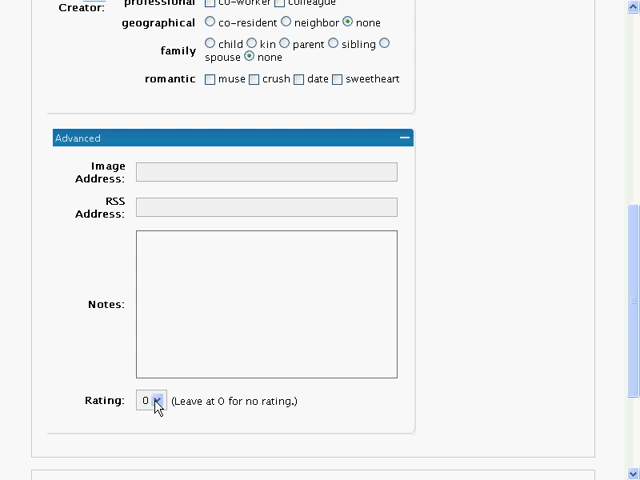 professional co-worker colleague
Creator:
geographical co-resident neighbor none
family child kin parent sibling
spouse none
romantic muse crush date sweetheart
Advanced
Image
Address:
RSS
Address:
Notes:
Rating: 0 (Leave at 0 for no rating.)